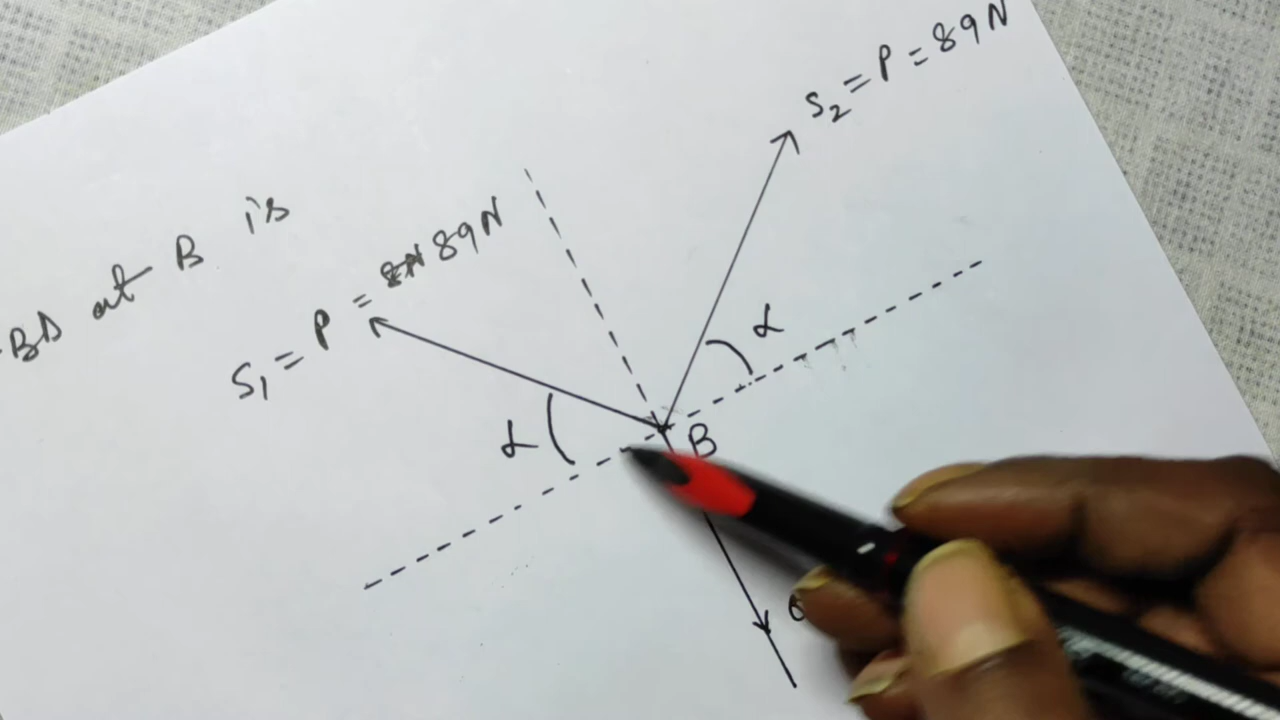 BD at B is
S₁ = P = 89N
S₂ = P = 89N
α
α
B